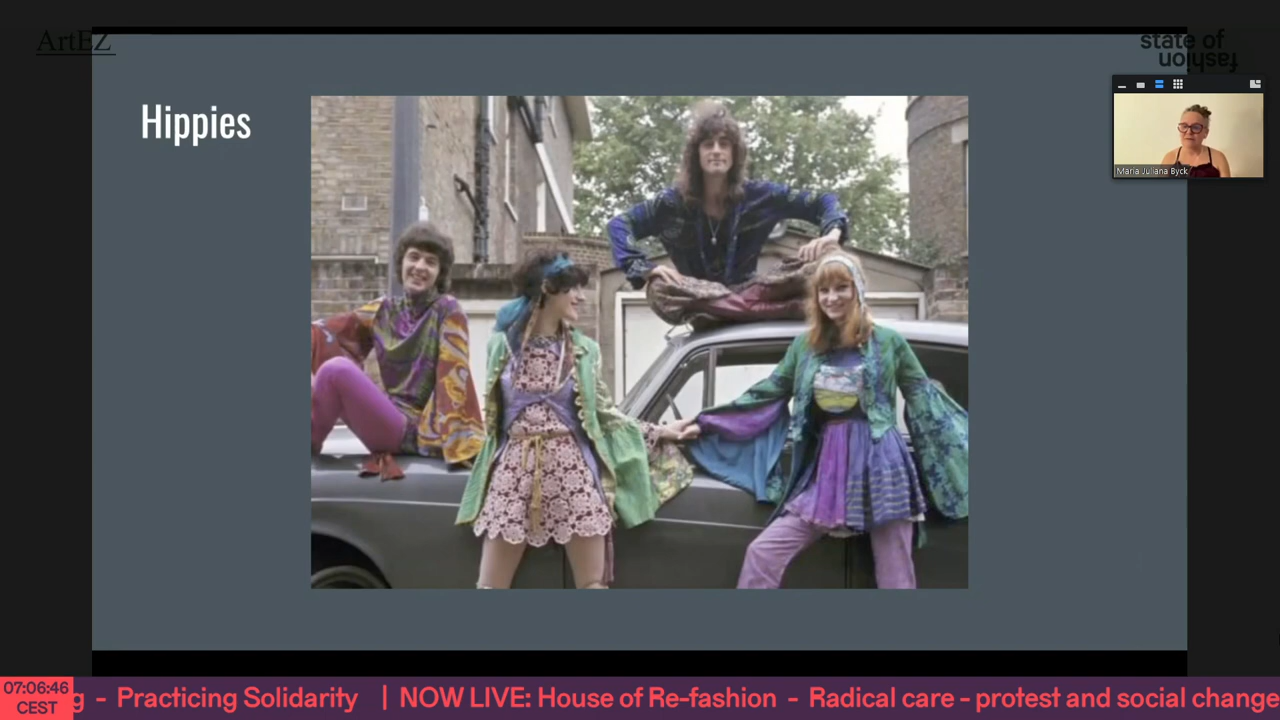 ArtEZ
state of
fashion
Hippies
Maria Juliana Byck
07:06:46
CEST
g - Practicing Solidarity | NOW LIVE: House of Re-fashion - Radical care - protest and social change